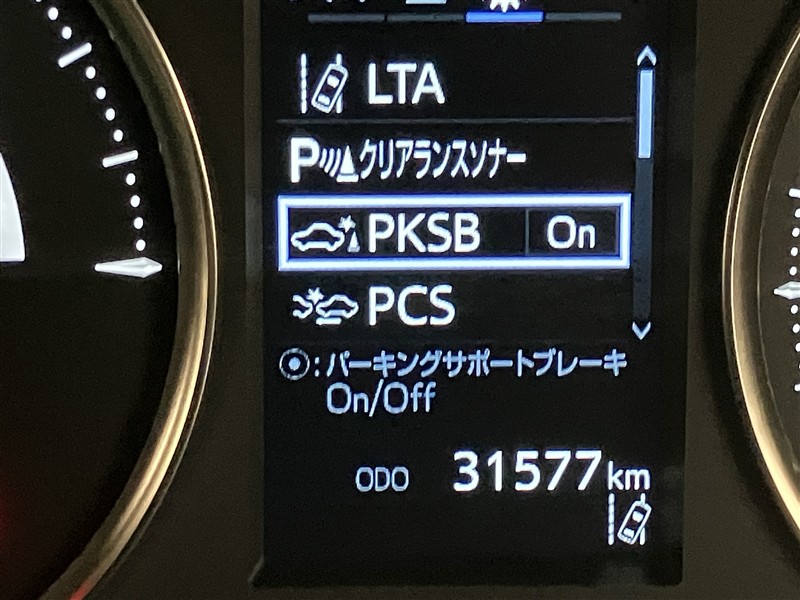 LTA
Pクリアランスソナー
PKSB On
PCS
:パーキングサポートブレーキ
On/Off
ODO 31577km